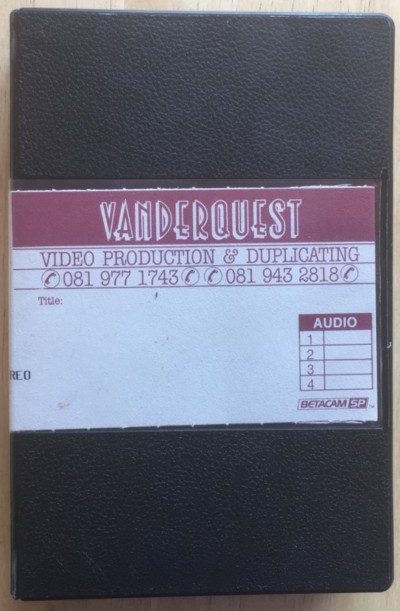 VANDERQUEST
VIDEO PRODUCTION & DUPLICATING
081 977 1743 081 943 2818
Title:
AUDIO
1
2
3
4
REO
BETACAM SP TM